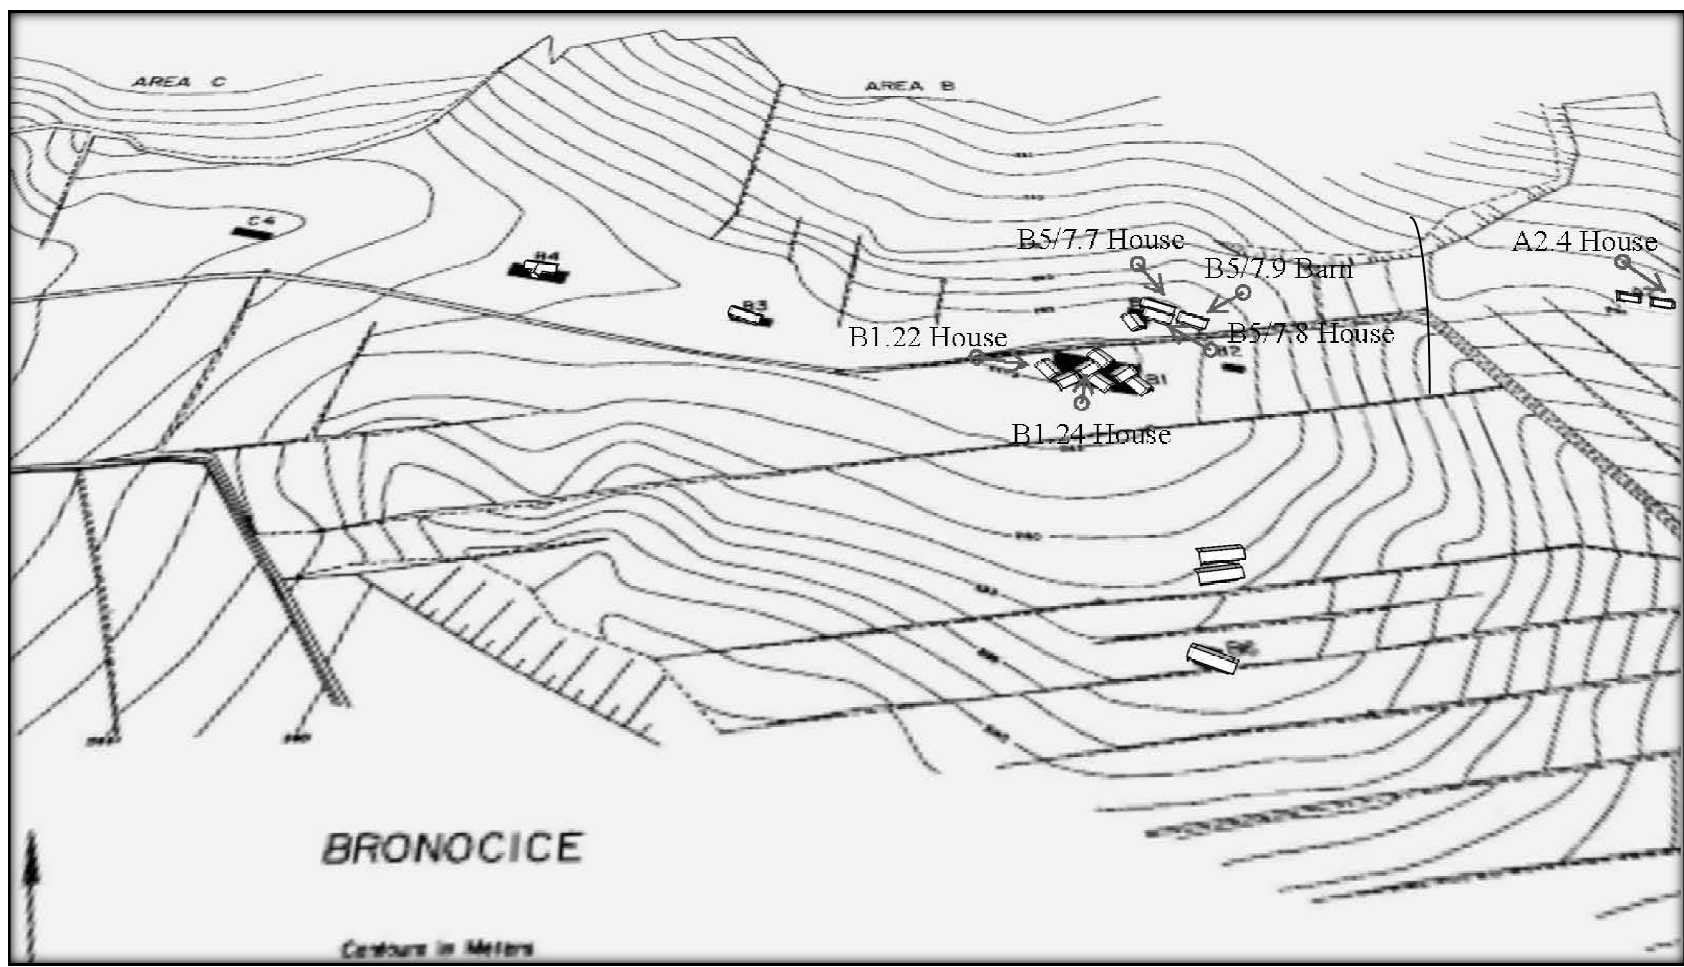 AREA C
AREA B
C4
B4
B3
B5/7.7 House
B5/7.9 Barn
A2.4 House
B1.22 House
B5/7.8 House
B2
B1
B1.24 House
BRONOCICE
Contours in Meters